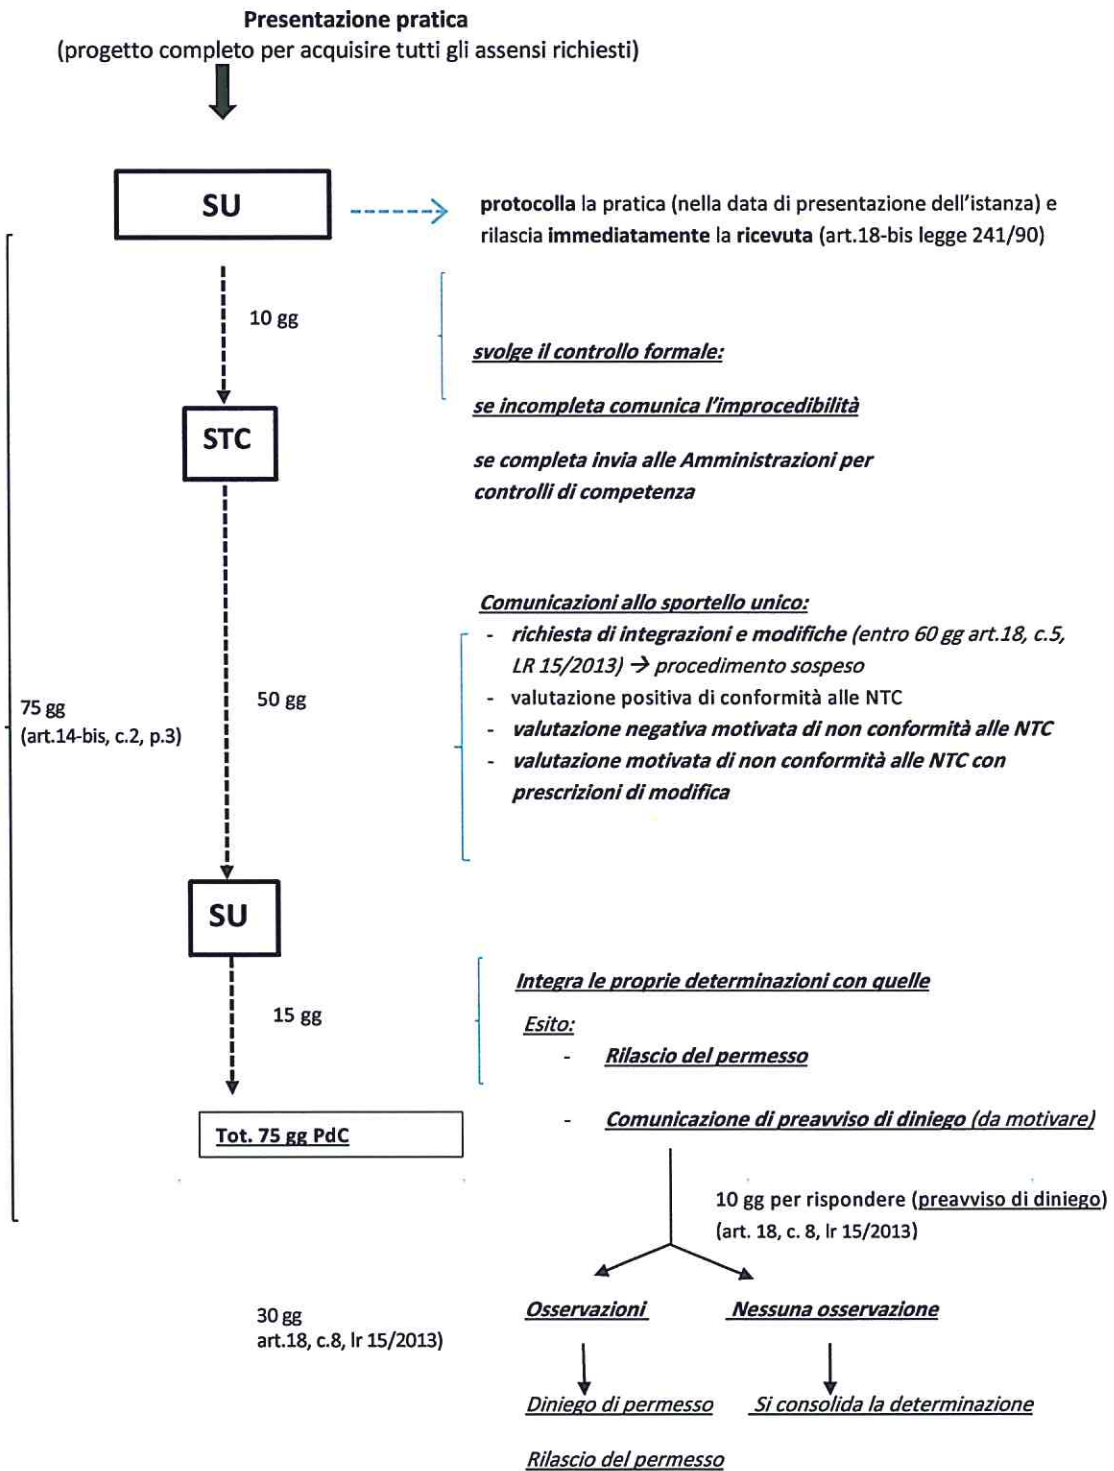 Presentazione pratica
(progetto completo per acquisire tutti gli assensi richiesti)
SU
protocolla la pratica (nella data di presentazione dell'istanza) e
rilascia immediatamente la ricevuta (art.18-bis legge 241/90)
10 gg
svolge il controllo formale:
se incompleta comunica l'improcedibilità
STC
se completa invia alle Amministrazioni per
controlli di competenza
Comunicazioni allo sportello unico:
- richiesta di integrazioni e modifiche (entro 60 gg art.18, c.5,
LR 15/2013) → procedimento sospeso
- valutazione positiva di conformità alle NTC
- valutazione negativa motivata di non conformità alle NTC
- valutazione motivata di non conformità alle NTC con
prescrizioni di modifica
50 gg
75 gg
(art.14-bis, c.2, p.3)
SU
15 gg
Integra le proprie determinazioni con quelle
Esito:
- Rilascio del permesso
- Comunicazione di preavviso di diniego (da motivare)
Tot. 75 gg PdC
10 gg per rispondere (preavviso di diniego)
(art. 18, c. 8, lr 15/2013)
30 gg
art.18, c.8, lr 15/2013)
Osservazioni
Nessuna osservazione
Diniego di permesso
Si consolida la determinazione
Rilascio del permesso